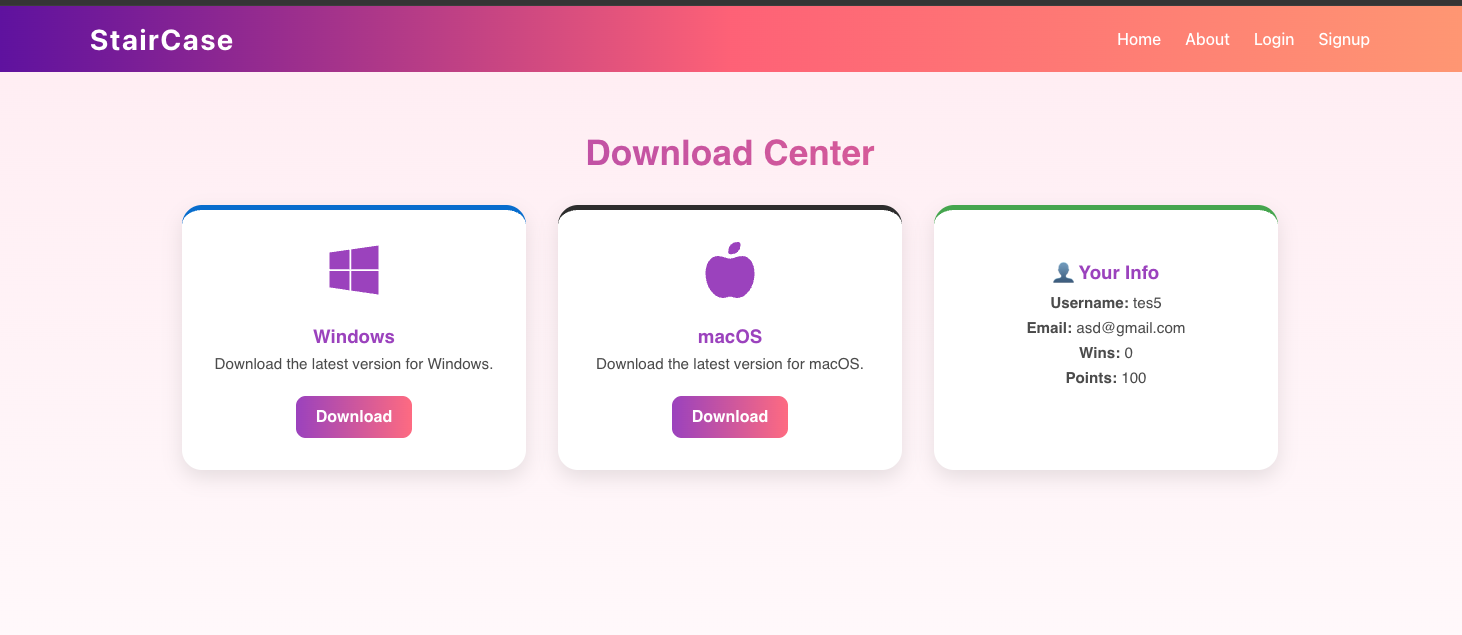 StairCase
Home About Login Signup
Download Center
Windows
Download the latest version for Windows.
Download
macOS
Download the latest version for macOS.
Download
Your Info
Username: tes5
Email: asd@gmail.com
Wins: 0
Points: 100